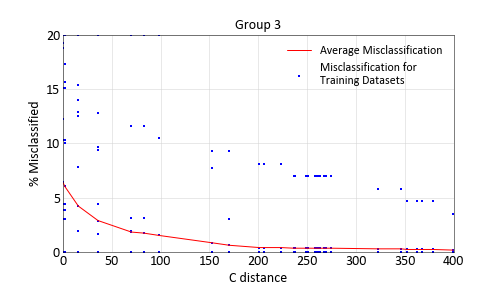 Group 3
20
15
10
5
0
% Misclassified
Average Misclassification
Misclassification for
Training Datasets
0 50 100 150 200 250 300 350 400
C distance